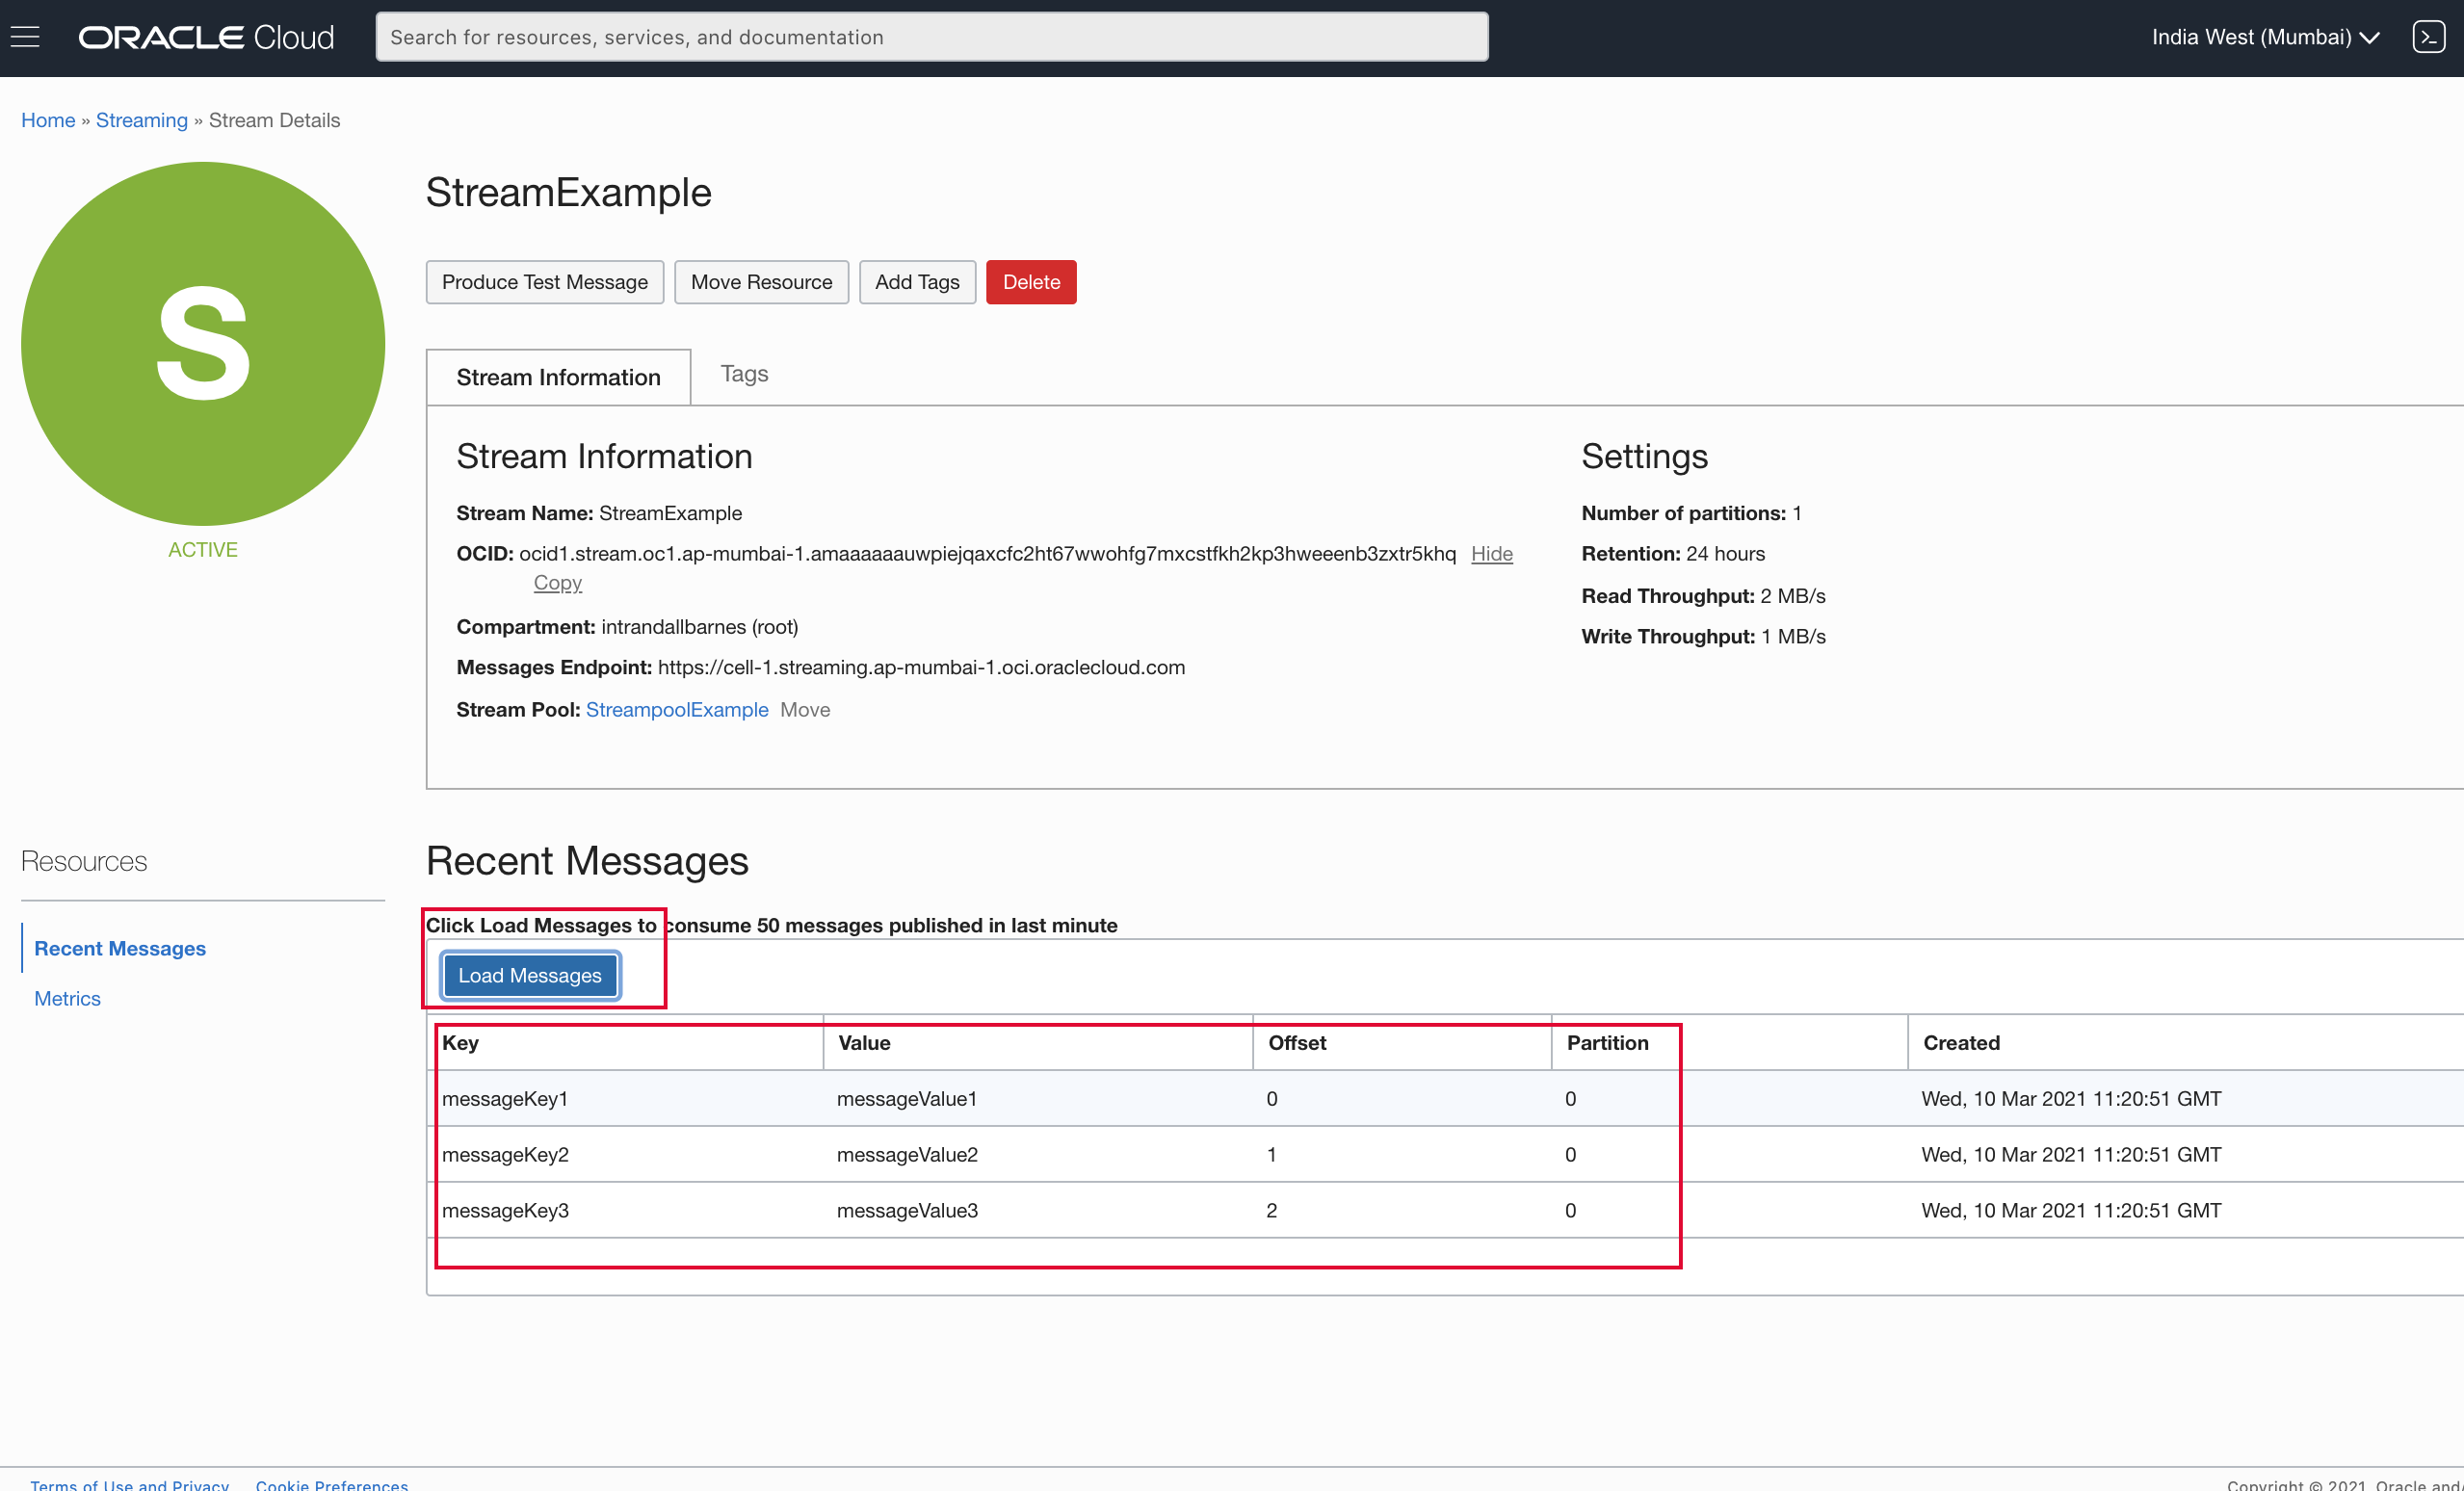 ORACLE Cloud
Search for resources, services, and documentation
India West (Mumbai)
Home » Streaming » Stream Details
S
ACTIVE
StreamExample
Produce Test Message
Move Resource
Add Tags
Delete
Stream Information
Tags
Stream Information
Stream Name: StreamExample
OCID: ocid1.stream.oc1.ap-mumbai-1.amaaaaaauwpiejqaxcfc2ht67wwohfg7mxcstfkh2kp3hweeenb3zxtr5khq Hide
Copy
Compartment: intrandallbarnes (root)
Messages Endpoint: https://cell-1.streaming.ap-mumbai-1.oci.oraclecloud.com
Stream Pool: StreampoolExample Move
Settings
Number of partitions: 1
Retention: 24 hours
Read Throughput: 2 MB/s
Write Throughput: 1 MB/s
Resources
Recent Messages
Metrics
Recent Messages
Click Load Messages to consume 50 messages published in last minute
Load Messages
Key Value Offset Partition Created
messageKey1 messageValue1 0 0 Wed, 10 Mar 2021 11:20:51 GMT
messageKey2 messageValue2 1 0 Wed, 10 Mar 2021 11:20:51 GMT
messageKey3 messageValue3 2 0 Wed, 10 Mar 2021 11:20:51 GMT
Terms of Use and Privacy Cookie Preferences
Copyright © 2021, Oracle and